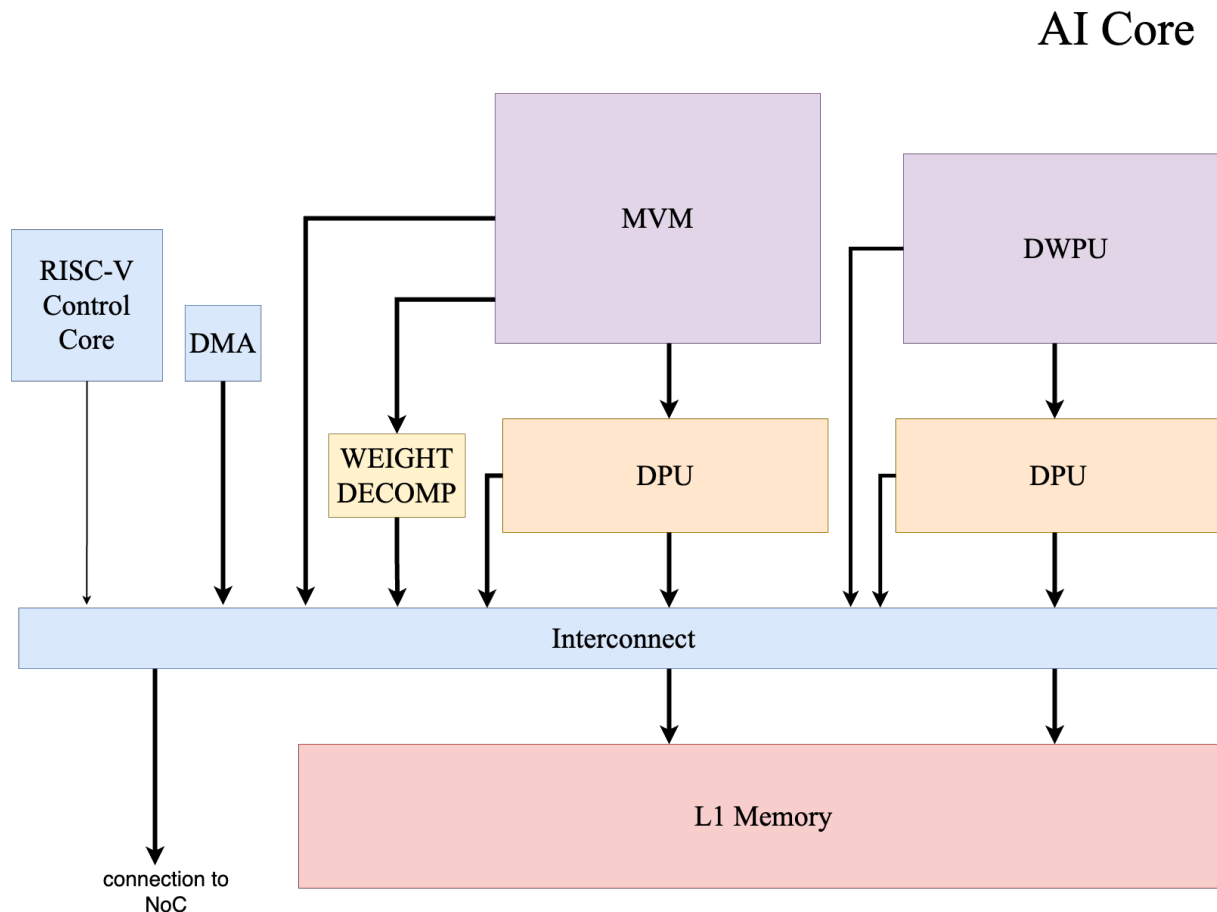 AI Core
MVM
DWPU
RISC-V
Control
Core
DMA
WEIGHT
DECOMP
DPU
DPU
Interconnect
L1 Memory
connection to
NoC